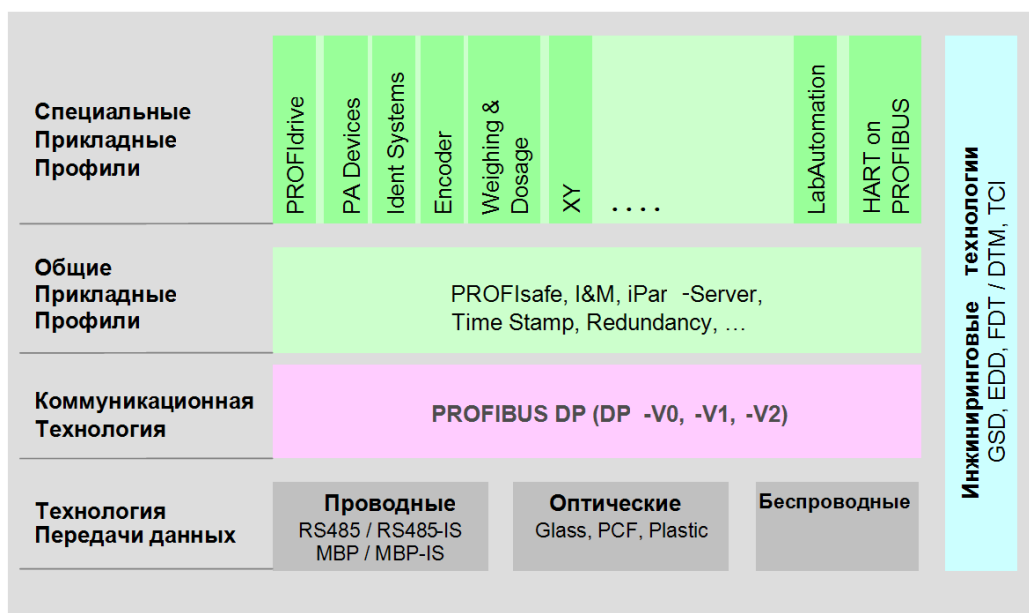 Специальные
Прикладные
Профили
PROFIdrive
PA Devices
Ident Systems
Encoder
Weighing &
Dosage
XY
. . . .
LabAutomation
HART on
PROFIBUS
Общие
Прикладные
Профили
PROFIsafe, I&M, iPar -Server,
Time Stamp, Redundancy, ...
Коммуникационная
Технология
PROFIBUS DP (DP -V0, -V1, -V2)
Технология
Передачи данных
Проводные
RS485 / RS485-IS
MBP / MBP-IS
Оптические
Glass, PCF, Plastic
Беспроводные
Инжиниринговые технологии
GSD, EDD, FDT / DTM, TCI